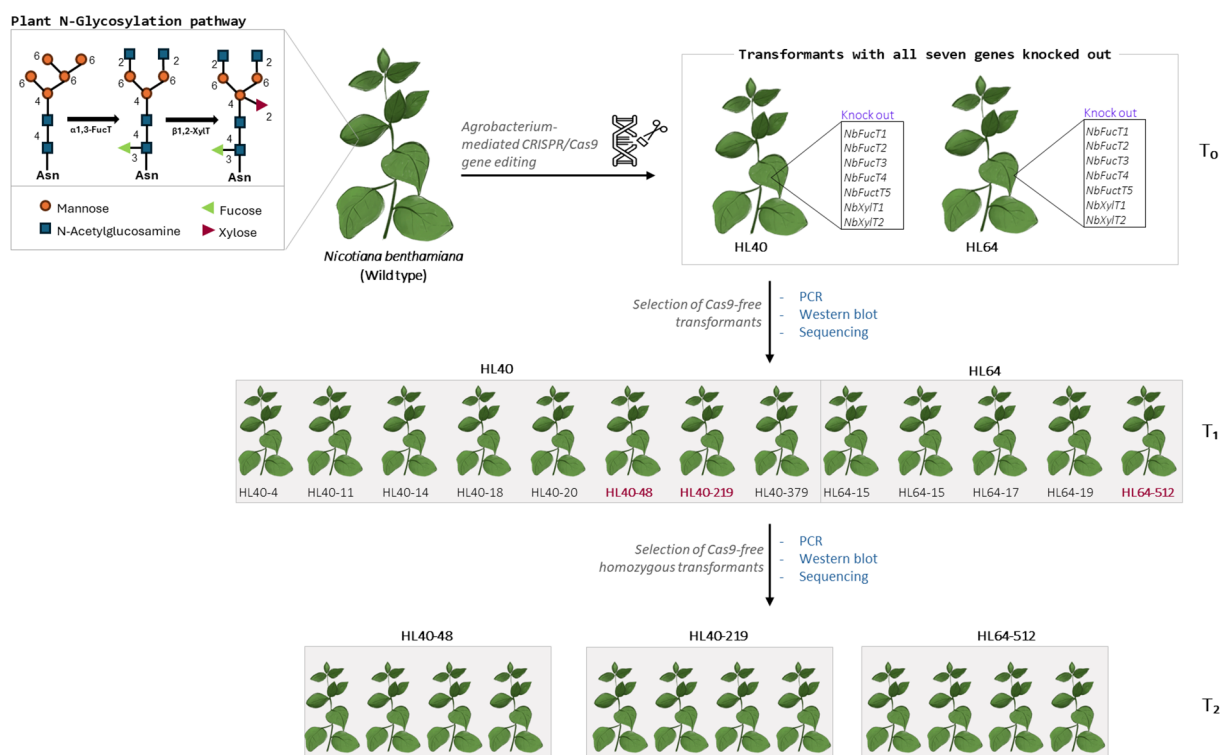 Plant N-Glycosylation pathway
6
6
6
6
4
4
Asn
α1,3-FucT
2
2
6
6
4
4
3
Asn
β1,2-XylT
2
2
6
6
4
2
4
3
Asn
Mannose
Fucose
N-Acetylglucosamine
Xylose
Nicotiana benthamiana
(Wild type)
Agrobacterium-
mediated CRISPR/Cas9
gene editing
Transformants with all seven genes knocked out
Knock out
NbFucT1
NbFucT2
NbFucT3
NbFucT4
NbFuctT5
NbXylT1
NbXylT2
HL40
Knock out
NbFucT1
NbFucT2
NbFucT3
NbFucT4
NbFuctT5
NbXylT1
NbXylT2
HL64
T0
Selection of Cas9-free
transformants
- PCR
- Western blot
- Sequencing
HL40
HL64
HL40-4 HL40-11 HL40-14 HL40-18 HL40-20 HL40-48 HL40-219 HL40-379 HL64-15 HL64-15 HL64-17 HL64-19 HL64-512
T1
Selection of Cas9-free
homozygous transformants
- PCR
- Western blot
- Sequencing
HL40-48
HL40-219
HL64-512
T2